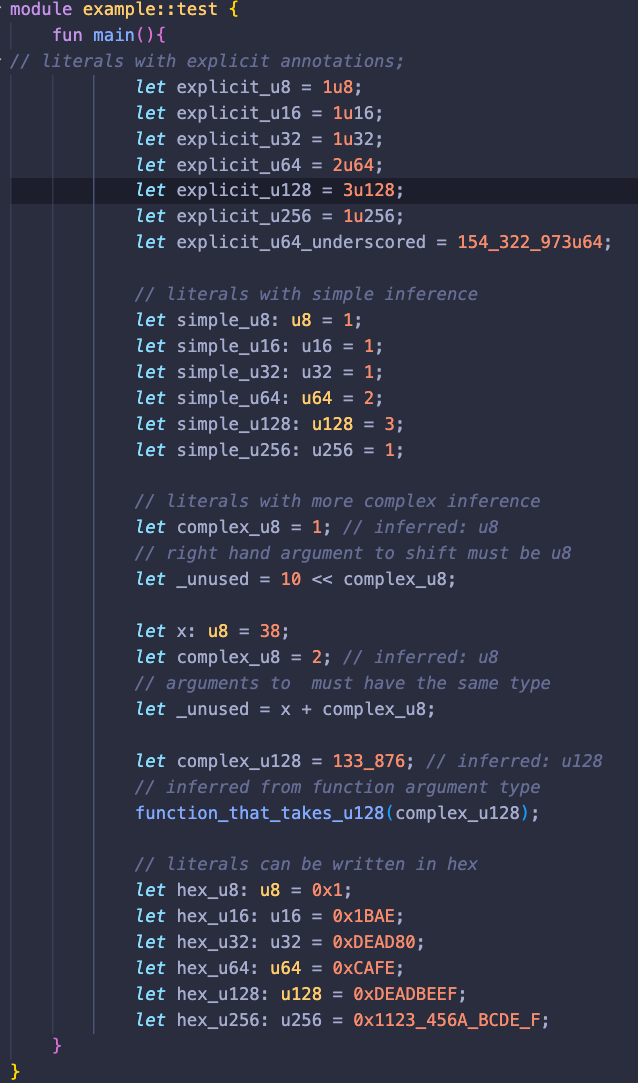 module example::test {
fun main(){
// literals with explicit annotations;
let explicit_u8 = 1u8;
let explicit_u16 = 1u16;
let explicit_u32 = 1u32;
let explicit_u64 = 2u64;
let explicit_u128 = 3u128;
let explicit_u256 = 1u256;
let explicit_u64_underscored = 154_322_973u64;
// literals with simple inference
let simple_u8: u8 = 1;
let simple_u16: u16 = 1;
let simple_u32: u32 = 1;
let simple_u64: u64 = 2;
let simple_u128: u128 = 3;
let simple_u256: u256 = 1;
// literals with more complex inference
let complex_u8 = 1; // inferred: u8
// right hand argument to shift must be u8
let _unused = 10 << complex_u8;
let x: u8 = 38;
let complex_u8 = 2; // inferred: u8
// arguments to  must have the same type
let _unused = x + complex_u8;
let complex_u128 = 133_876; // inferred: u128
// inferred from function argument type
function_that_takes_u128(complex_u128);
// literals can be written in hex
let hex_u8: u8 = 0x1;
let hex_u16: u16 = 0x1BAE;
let hex_u32: u32 = 0xDEAD80;
let hex_u64: u64 = 0xCAFE;
let hex_u128: u128 = 0xDEADBEEF;
let hex_u256: u256 = 0x1123_456A_BCDE_F;
}
}